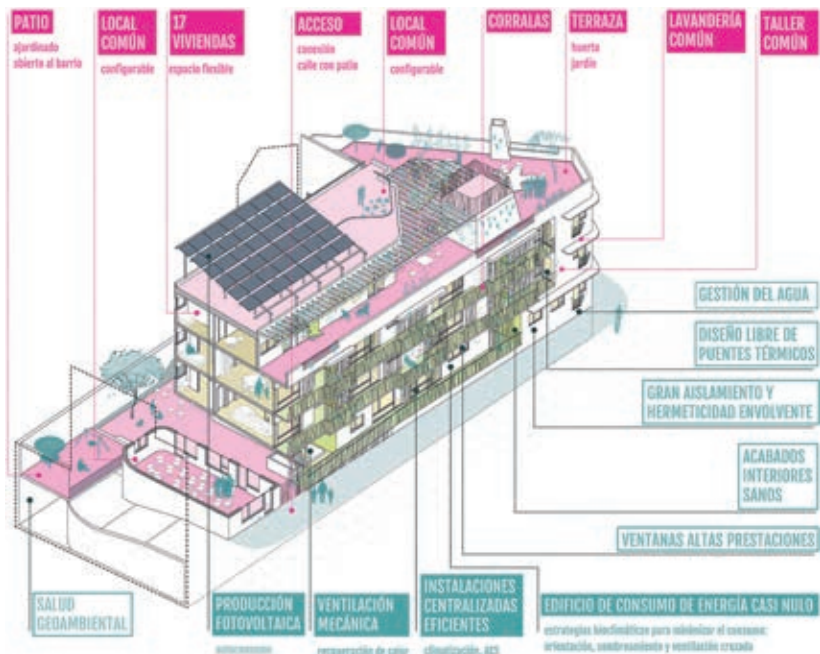 PATIO
ajardinado
abierto al barrio
LOCAL
COMÚN
configurable
17
VIVIENDAS
espacio flexible
ACCESO
conexión
calle con patio
LOCAL
COMÚN
configurable
CORRALAS
TERRAZA
huerto
jardín
LAVANDERÍA
COMÚN
TALLER
COMÚN
GESTIÓN DEL AGUA
DISEÑO LIBRE DE
PUENTES TÉRMICOS
GRAN AISLAMIENTO Y
HERMETICIDAD ENVOLVENTE
ACABADOS
INTERIORES
SANOS
VENTANAS ALTAS PRESTACIONES
SALUD
GEOAMBIENTAL
PRODUCCIÓN
FOTOVOLTAICA
autoconsumo
VENTILACIÓN
MECÁNICA
recuperación de calor
INSTALACIONES
CENTRALIZADAS
EFICIENTES
climatización, ACS
EDIFICIO DE CONSUMO DE ENERGÍA CASI NULO
estrategias bioclimáticas para minimizar el consumo:
orientación, sombreamiento y ventilación cruzada